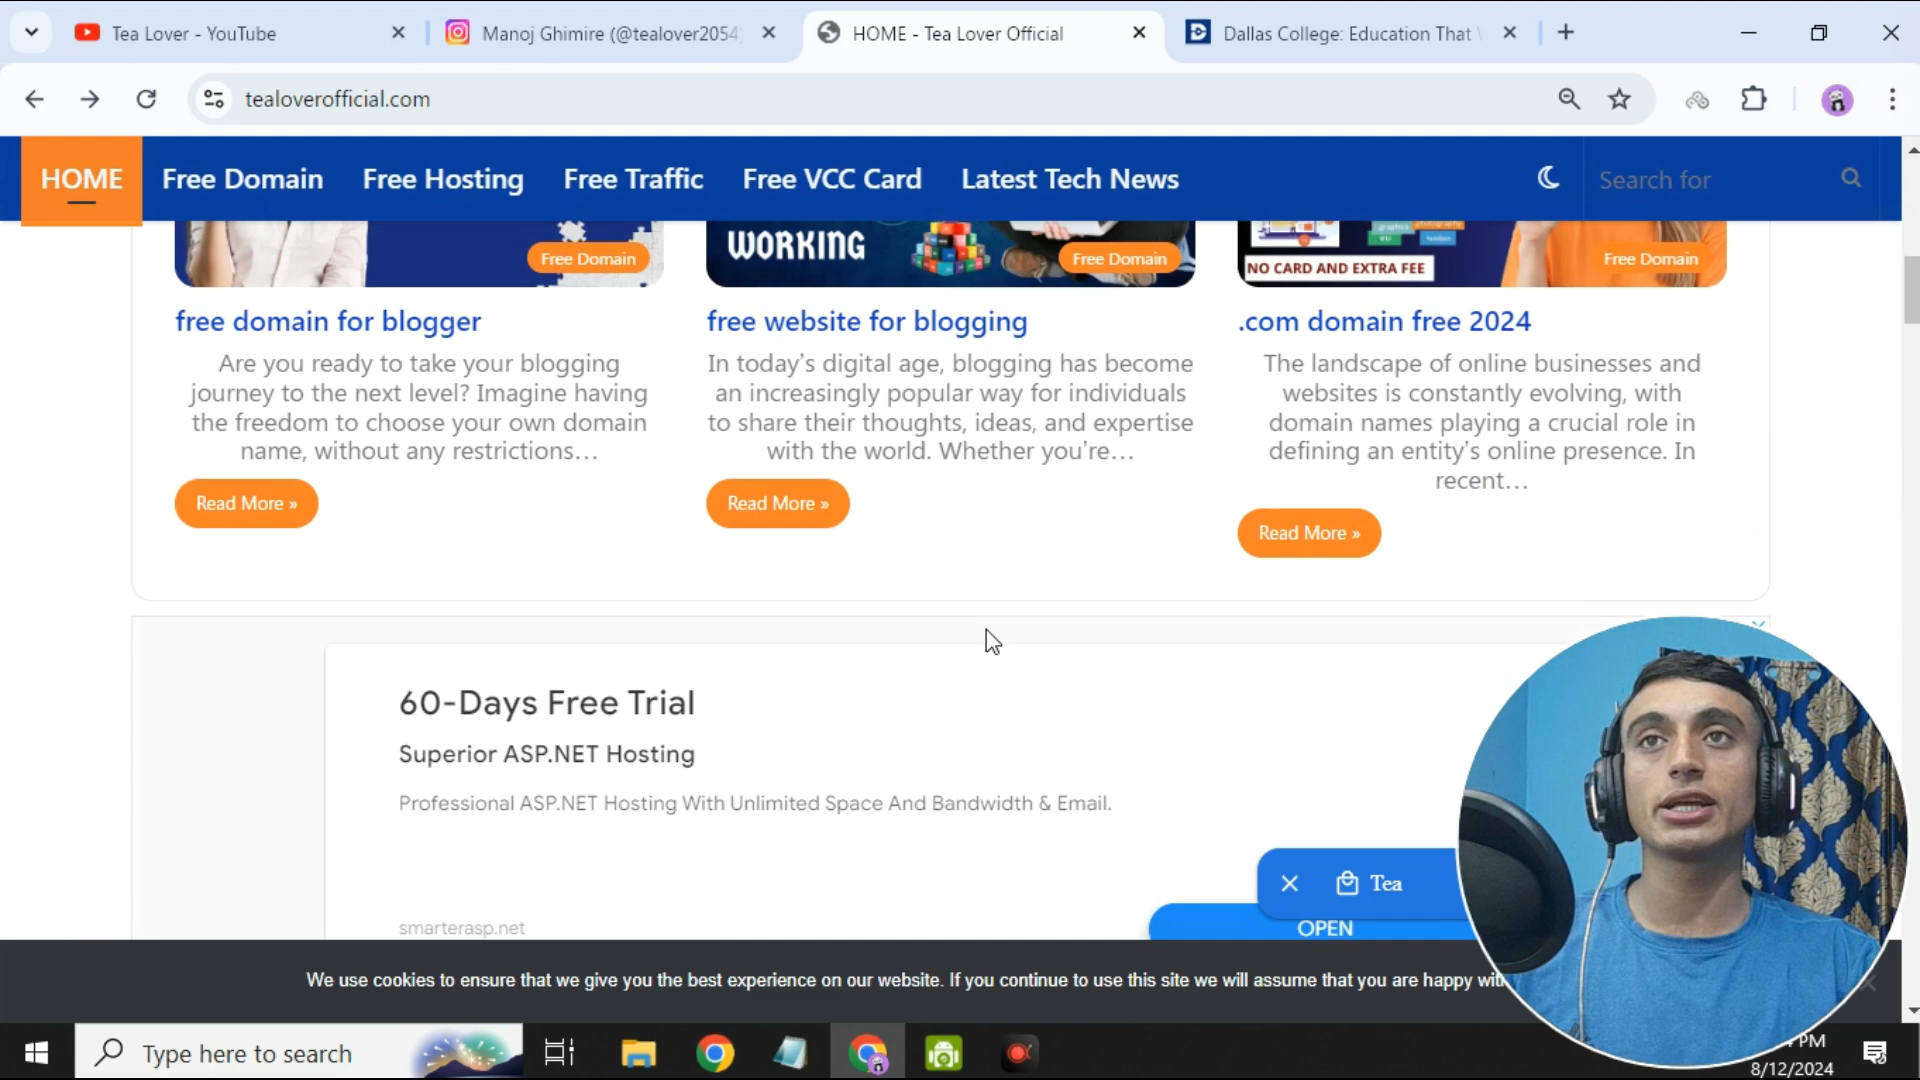 Tea Lover - YouTube
Manoj Ghimire (@tealover2054
HOME - Tea Lover Official
Dallas College: Education That
tealoverofficial.com
HOME
Free Domain
Free Hosting
Free Traffic
Free VCC Card
Latest Tech News
Search for
Free Domain
WORKING
Free Domain
NO CARD AND EXTRA FEE
Free Domain
free domain for blogger
Are you ready to take your blogging
journey to the next level? Imagine having
the freedom to choose your own domain
name, without any restrictions…
Read More »
free website for blogging
In today's digital age, blogging has become
an increasingly popular way for individuals
to share their thoughts, ideas, and expertise
with the world. Whether you're…
Read More »
.com domain free 2024
The landscape of online businesses and
websites is constantly evolving, with
domain names playing a crucial role in
defining an entity's online presence. In
recent…
Read More »
60-Days Free Trial
Superior ASP.NET Hosting
Professional ASP.NET Hosting With Unlimited Space And Bandwidth & Email.
smarterasp.net
Tea
OPEN
We use cookies to ensure that we give you the best experience on our website. If you continue to use this site we will assume that you are happy
Type here to search
PM
8/12/2024